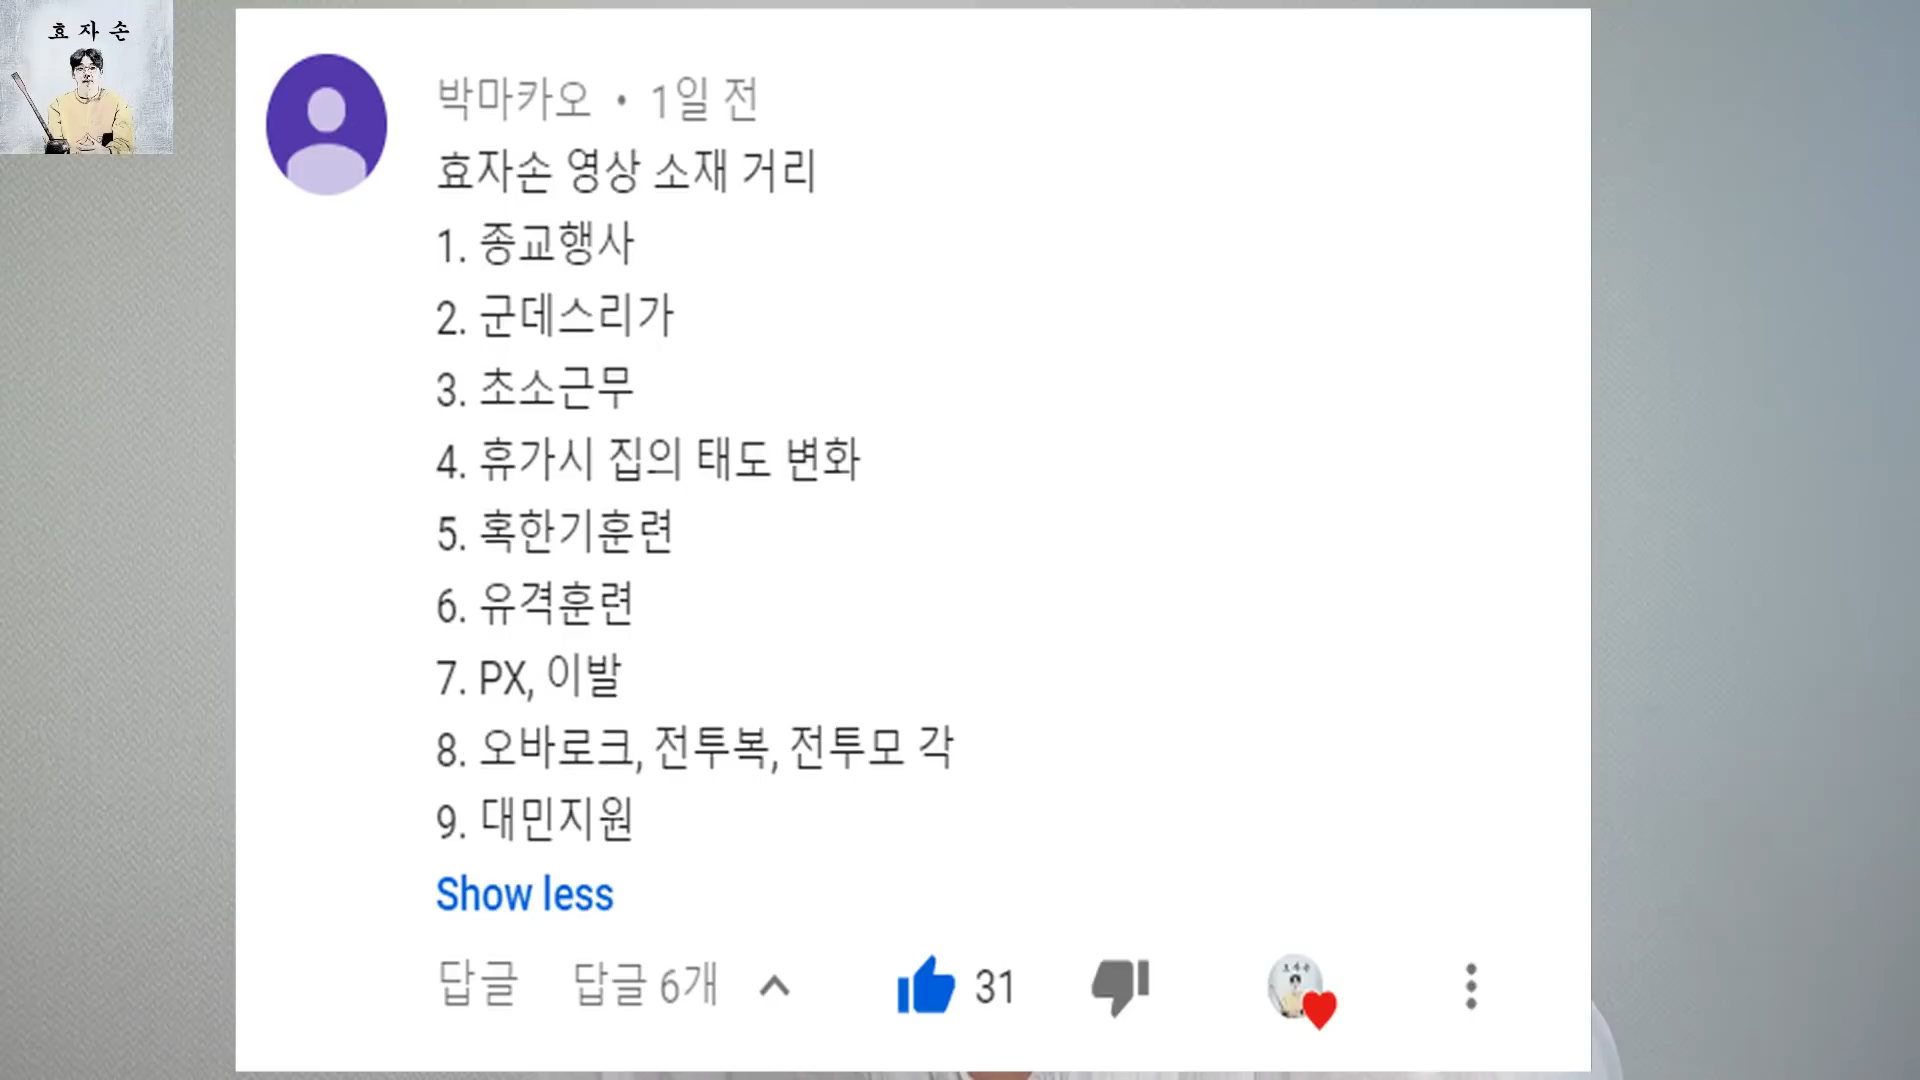 효자손
박마카오 • 1일 전
효자손 영상 소재 거리
1. 종교행사
2. 군데스리가
3. 초소근무
4. 휴가시 집의 태도 변화
5. 혹한기훈련
6. 유격훈련
7. PX, 이발
8. 오바로크, 전투복, 전투모 각
9. 대민지원
Show less
답글 답글 6개 31
효자손